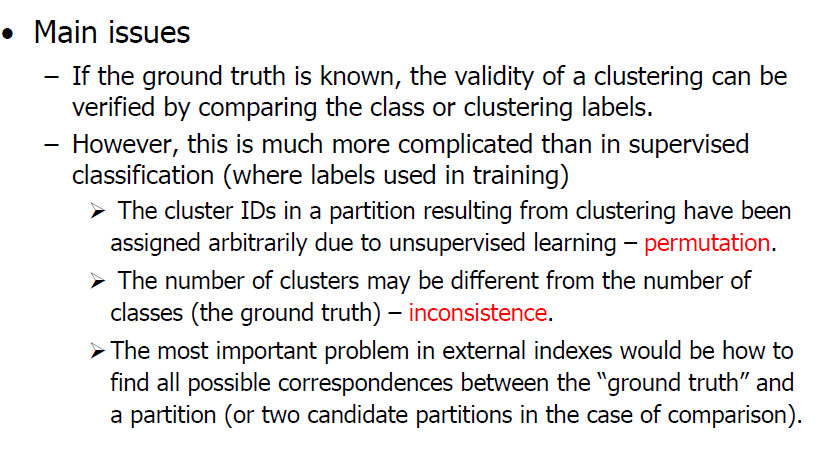 • Main issues
– If the ground truth is known, the validity of a clustering can be
verified by comparing the class or clustering labels.
– However, this is much more complicated than in supervised
classification (where labels used in training)
➢ The cluster IDs in a partition resulting from clustering have been
assigned arbitrarily due to unsupervised learning – permutation.
➢ The number of clusters may be different from the number of
classes (the ground truth) – inconsistence.
➢ The most important problem in external indexes would be how to
find all possible correspondences between the “ground truth” and
a partition (or two candidate partitions in the case of comparison).